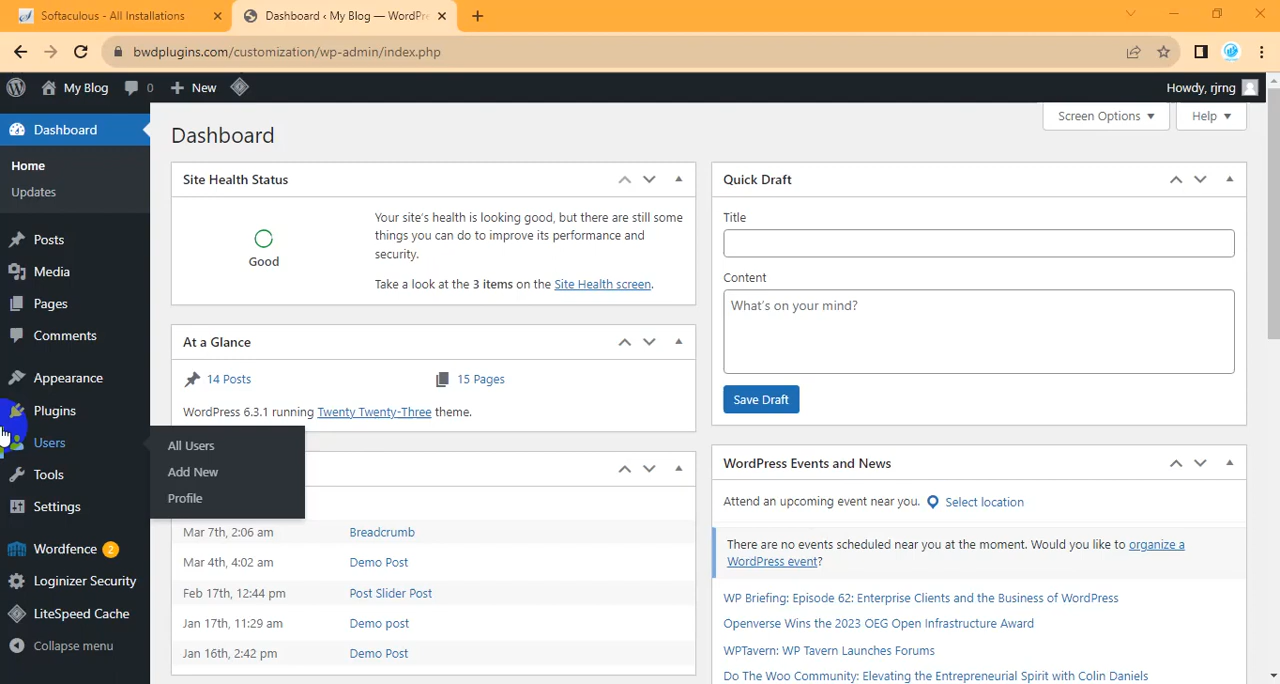 Softaculous - All Installations
Dashboard ‹ My Blog — WordPre
bwdplugins.com/customization/wp-admin/index.php
My Blog
0
New
Howdy, rjrng
Dashboard
Home
Updates
Posts
Media
Pages
Comments
Appearance
Plugins
Users
Tools
Settings
Wordfence 2
Loginizer Security
LiteSpeed Cache
Collapse menu
All Users
Add New
Profile
Screen Options
Help
Dashboard
Site Health Status
Good
Your site's health is looking good, but there are still some
things you can do to improve its performance and
security.
Take a look at the 3 items on the Site Health screen.
At a Glance
14 Posts
15 Pages
WordPress 6.3.1 running Twenty Twenty-Three theme.
Mar 7th, 2:06 am Breadcrumb
Mar 4th, 4:02 am Demo Post
Feb 17th, 12:44 pm Post Slider Post
Jan 17th, 11:29 am Demo post
Jan 16th, 2:42 pm Demo Post
Quick Draft
Title
Content
What's on your mind?
Save Draft
WordPress Events and News
Attend an upcoming event near you. Select location
There are no events scheduled near you at the moment. Would you like to organize a
WordPress event?
WP Briefing: Episode 62: Enterprise Clients and the Business of WordPress
Openverse Wins the 2023 OEG Open Infrastructure Award
WPTavern: WP Tavern Launches Forums
Do The Woo Community: Elevating the Entrepreneurial Spirit with Colin Daniels